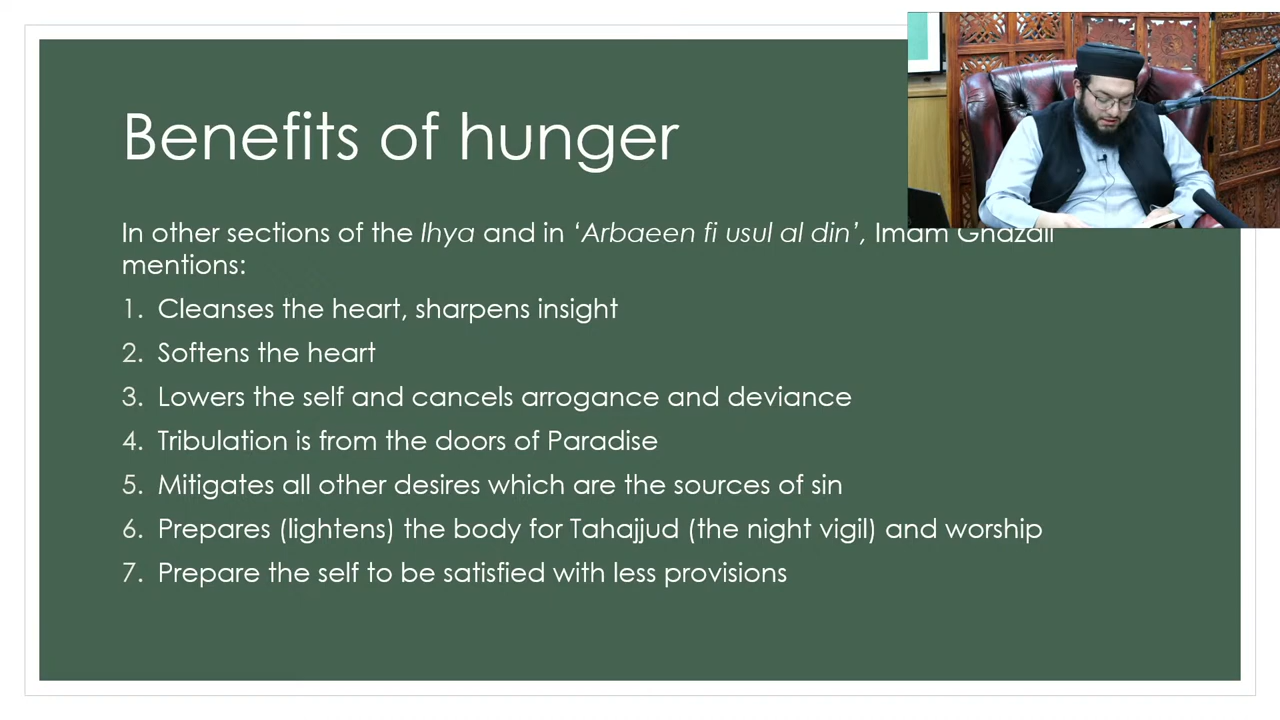 Benefits of hunger
In other sections of the Ihya and in ‘Arbaeen fi usul al din’, Imam Ghazali
mentions:
1. Cleanses the heart, sharpens insight
2. Softens the heart
3. Lowers the self and cancels arrogance and deviance
4. Tribulation is from the doors of Paradise
5. Mitigates all other desires which are the sources of sin
6. Prepares (lightens) the body for Tahajjud (the night vigil) and worship
7. Prepare the self to be satisfied with less provisions